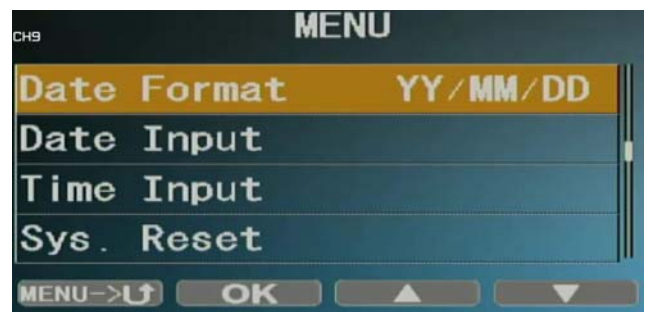 MENU
CH9
Date Format YY/MM/DD
Date Input
Time Input
Sys. Reset
MENU-> OK